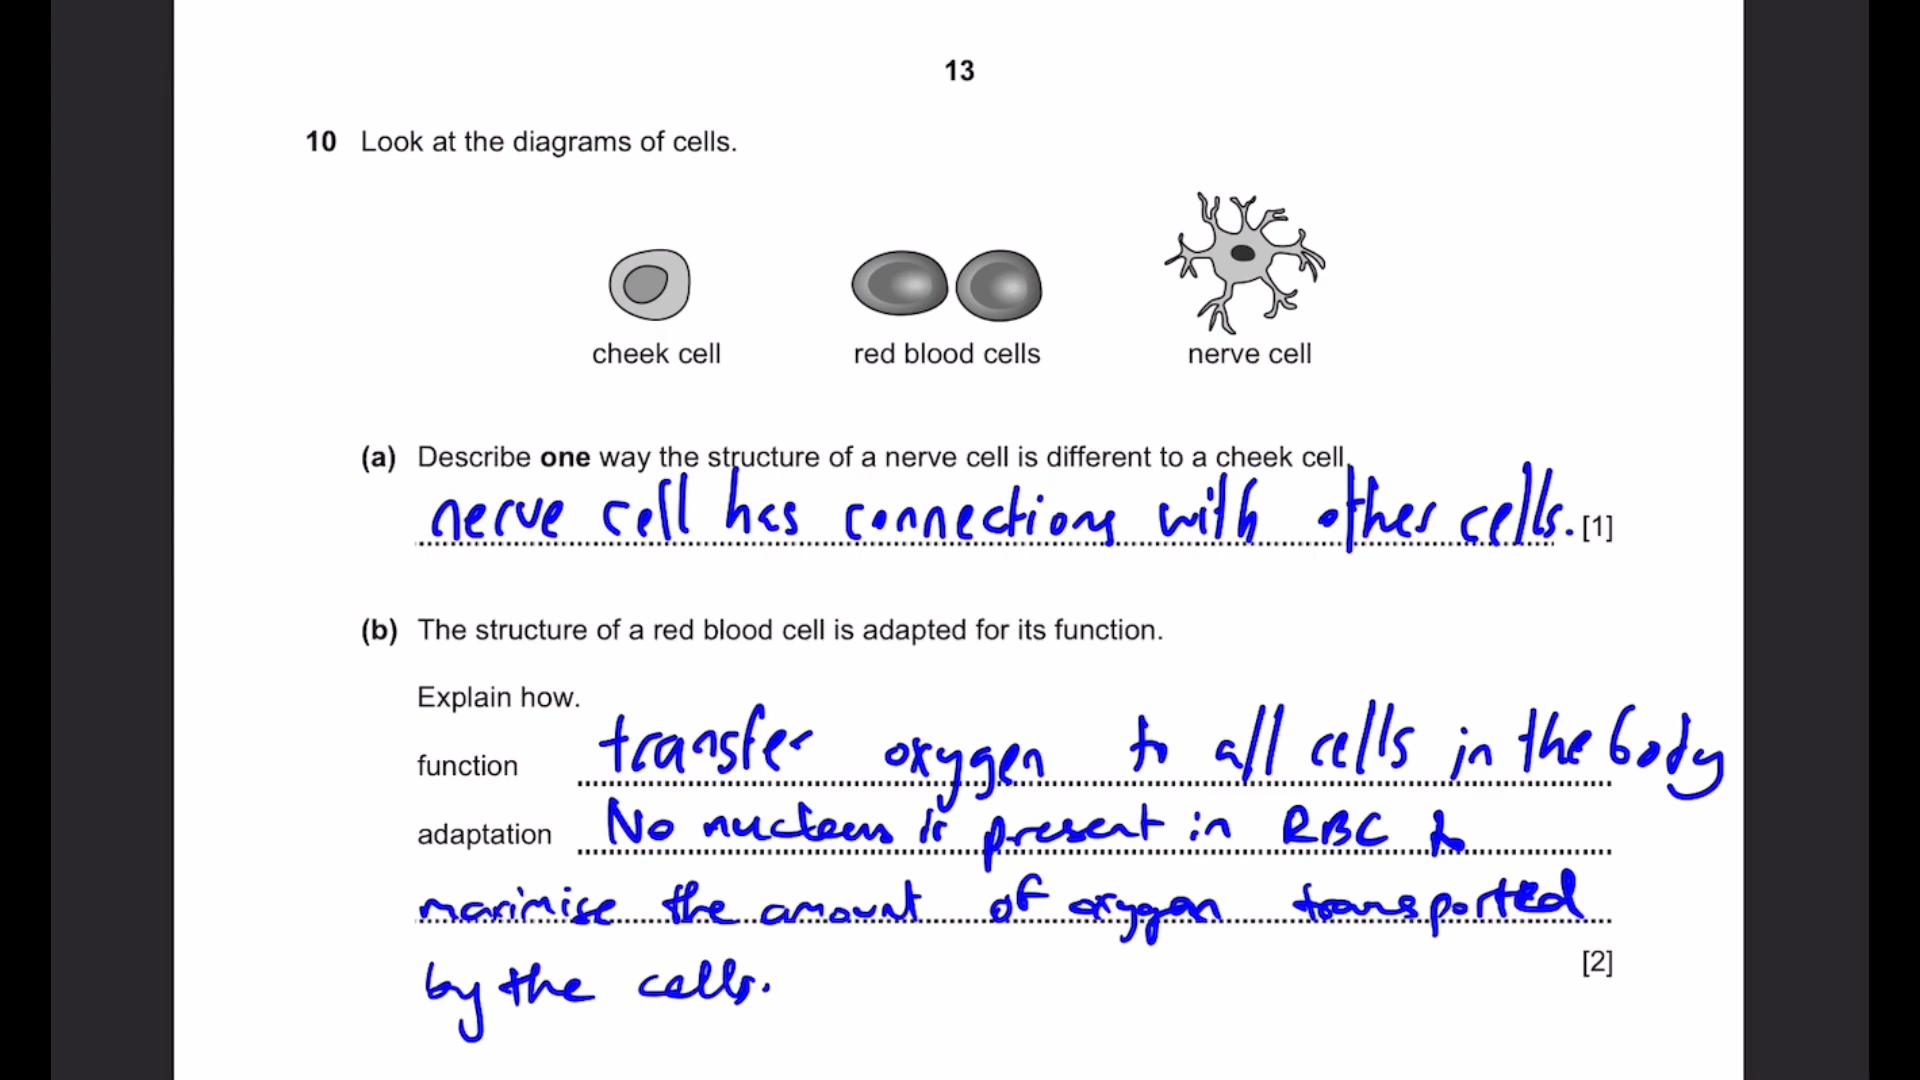 13
10 Look at the diagrams of cells.
cheek cell red blood cells nerve cell
(a) Describe one way the structure of a nerve cell is different to a cheek cell.
nerve cell has connections with other cells. [1]
(b) The structure of a red blood cell is adapted for its function.
Explain how.
function transfer oxygen to all cells in the body
adaptation No nucleus is present in RBC to
maximise the amount of oxygen transported
[2]
by the cells.